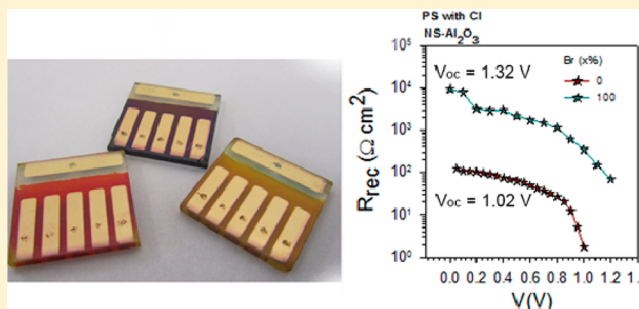 PS with Cl
NS-Al₂O₃
10⁵
10⁴
10³
10²
10¹
10⁰
Rrec (Ω cm²)
Voc = 1.32 V
Voc = 1.02 V
Br (x%)
0
100
0.0 0.2 0.4 0.6 0.8 1.0 1.2 1.
V(V)